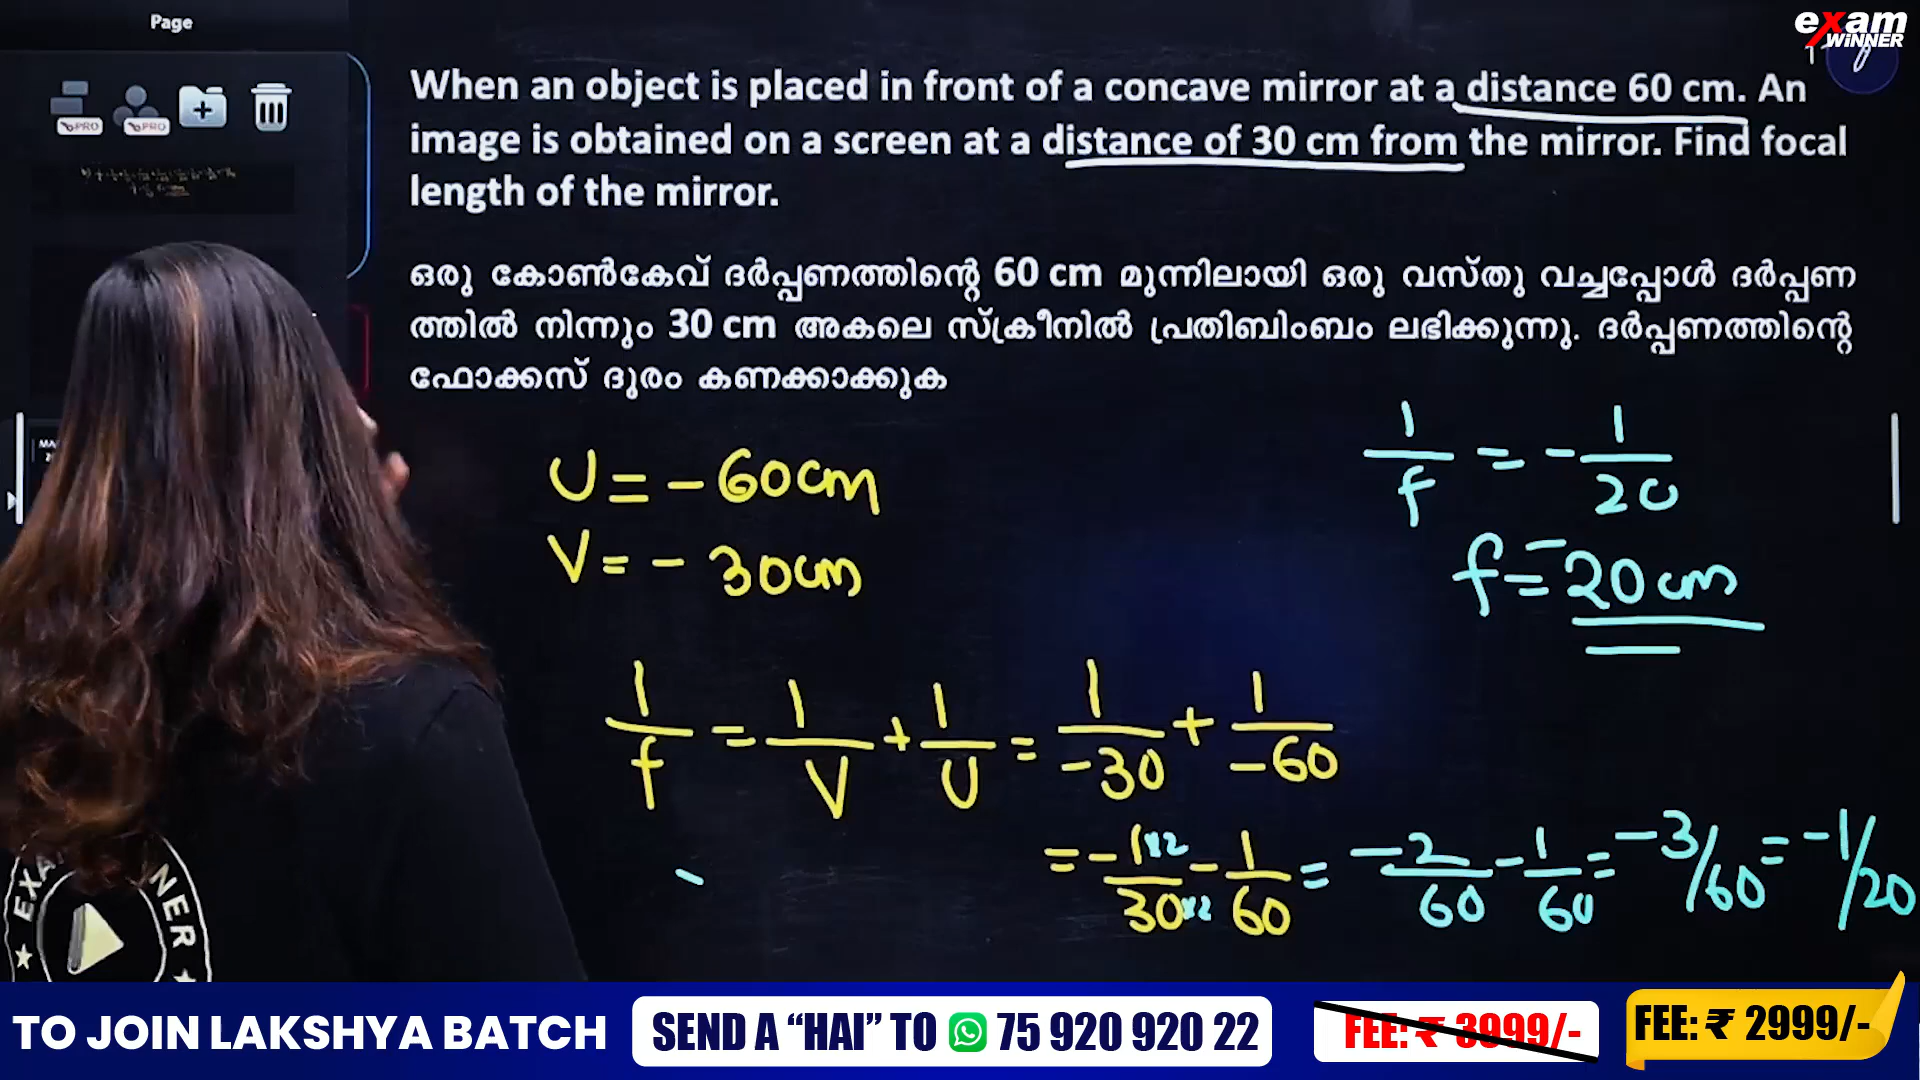 Page
exam
WINNER
PRO
PRO
When an object is placed in front of a concave mirror at a distance 60 cm. An
image is obtained on a screen at a distance of 30 cm from the mirror. Find focal
length of the mirror.
ഒരു കോൺകേവ് ദർപ്പണത്തിന്റെ 60 cm മുന്നിലായി ഒരു വസ്തു വച്ചപ്പോൾ ദർപ്പണ
ത്തിൽ നിന്നും 30 cm അകലെ സ്ക്രീനിൽ പ്രതിബിംബം ലഭിക്കുന്നു. ദർപ്പണത്തിന്റെ
ഫോക്കസ് ദൂരം കണക്കാക്കുക
U = - 60cm
V = - 30cm
1/f = - 1/20
f = - 20 cm
1/f = 1/V + 1/U = 1/-30 + 1/-60
= -1×2/30×2 - 1/60 = -2/60 - 1/60 = -3/60 = -1/20
TO JOIN LAKSHYA BATCH
SEND A “HAI” TO 75 920 920 22
FEE: ₹ 3999/-
FEE: ₹ 2999/-